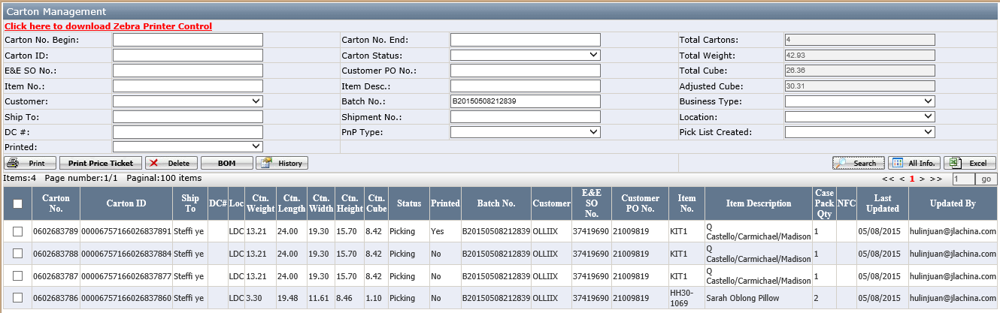 Carton Management
Click here to download Zebra Printer Control
Carton No. Begin: Carton No. End: Total Cartons: 4
Carton ID: Carton Status: Total Weight: 42.93
E&E SO No.: Customer PO No.: Total Cube: 26.36
Item No.: Item Desc.: Adjusted Cube: 30.31
Customer: Batch No.: B20150508212839 Business Type:
Ship To: Shipment No.: Location:
DC #: PnP Type: Pick List Created:
Printed:
Print Print Price Ticket Delete BOM History Search All Info. Excel
Items:4 Page number:1/1 Paginal:100 items << < 1 > >> 1 go
Carton No. Carton ID Ship To DC# Loc Ctn. Weight Ctn. Length Ctn. Width Ctn. Height Ctn. Cube Status Printed Batch No. Customer E&E SO No. Customer PO No. Item No. Item Description Case Pack Qty NFC Last Updated Updated By
0602683789 00006757166026837891 Steffi ye LDC 13.21 24.00 19.30 15.70 8.42 Picking Yes B20150508212839 OLLIIX 37419690 21009819 KIT1 Q Castello/Carmichael/Madison 1 05/08/2015 hulinjuan@jlachina.com
0602683788 00006757166026837884 Steffi ye LDC 13.21 24.00 19.30 15.70 8.42 Picking No B20150508212839 OLLIIX 37419690 21009819 KIT1 Q Castello/Carmichael/Madison 1 05/08/2015 hulinjuan@jlachina.com
0602683787 00006757166026837877 Steffi ye LDC 13.21 24.00 19.30 15.70 8.42 Picking No B20150508212839 OLLIIX 37419690 21009819 KIT1 Q Castello/Carmichael/Madison 1 05/08/2015 hulinjuan@jlachina.com
0602683786 00006757166026837860 Steffi ye LDC 3.30 19.48 11.61 8.46 1.10 Picking No B20150508212839 OLLIIX 37419690 21009819 HH30-1069 Sarah Oblong Pillow 2 05/08/2015 hulinjuan@jlachina.com